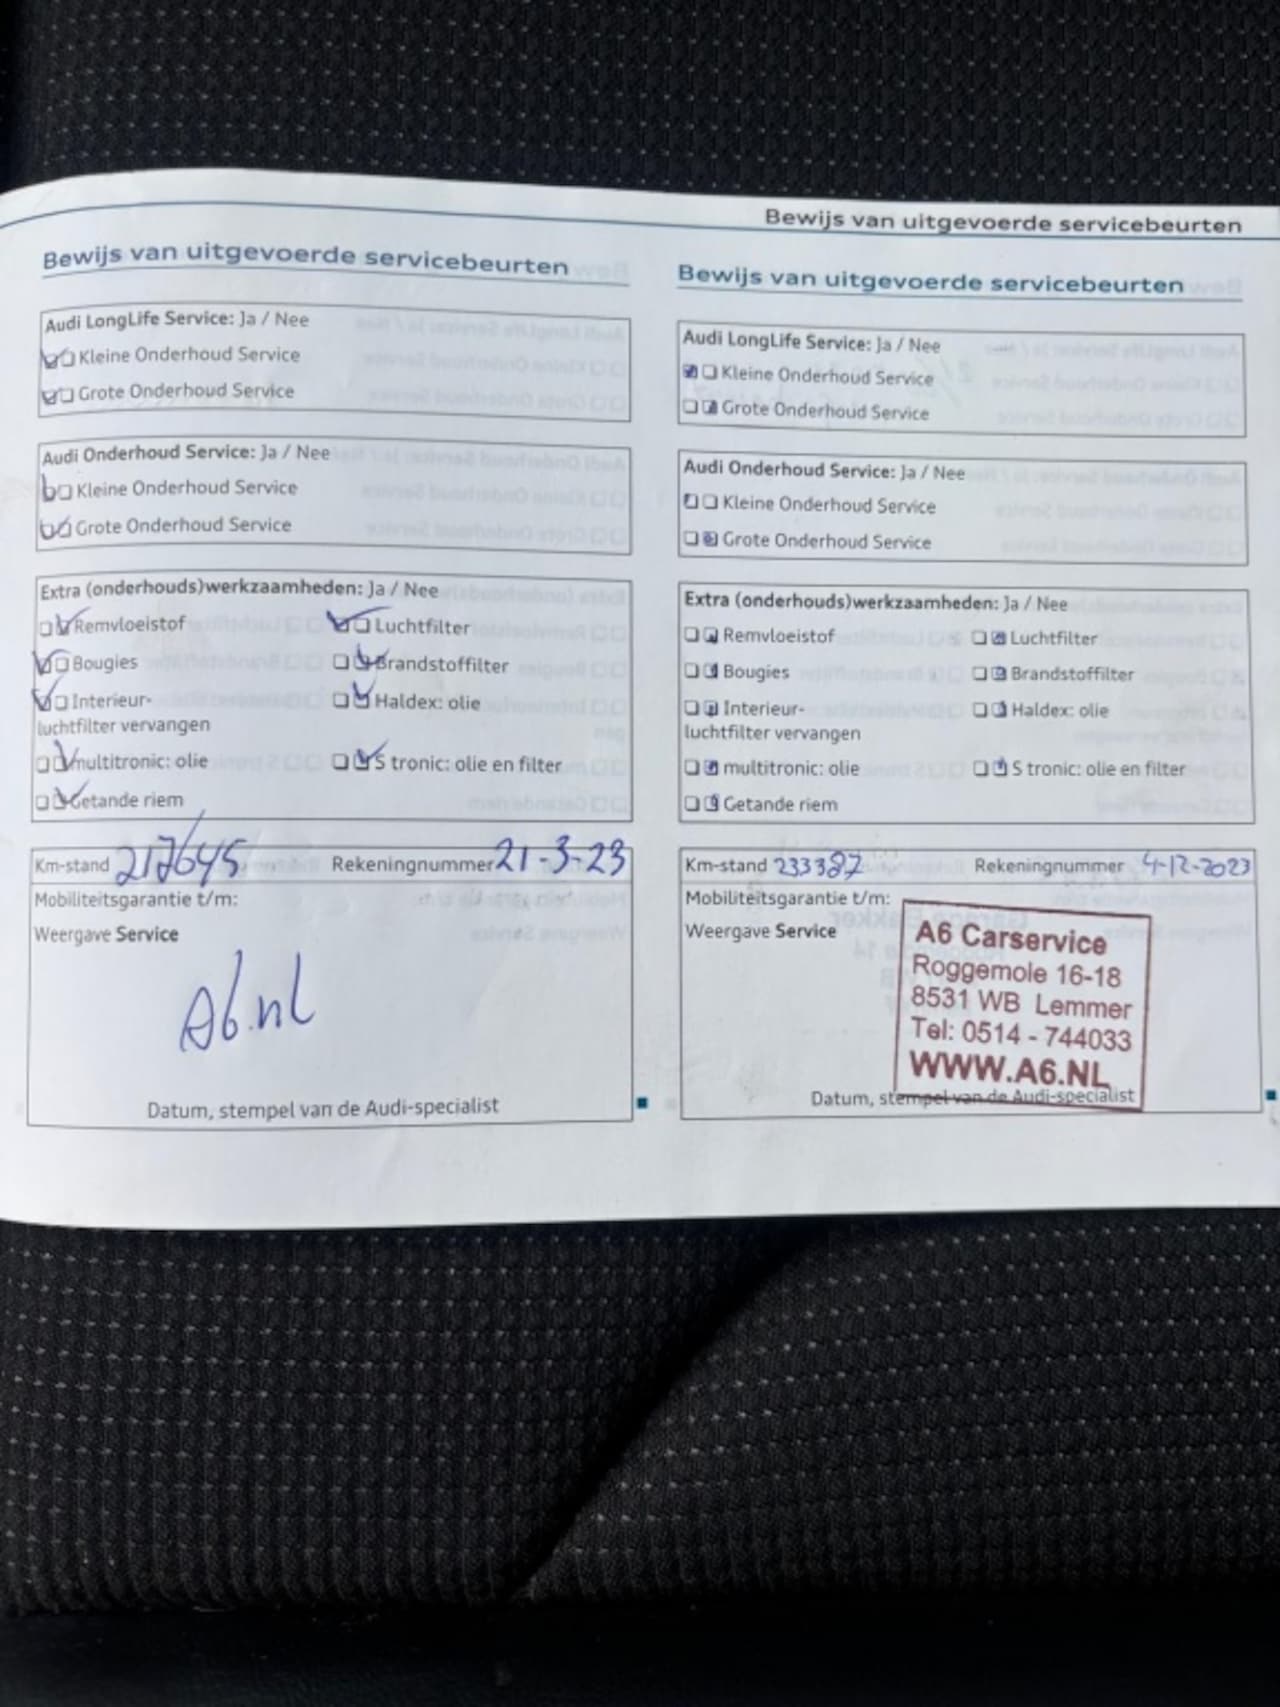 Bewijs van uitgevoerde servicebeurten
Bewijs van uitgevoerde servicebeurten
Audi LongLife Service: Ja / Nee
Kleine Onderhoud Service
Grote Onderhoud Service
Audi Onderhoud Service: Ja / Nee
Kleine Onderhoud Service
Grote Onderhoud Service
Extra (onderhouds)werkzaamheden: Ja / Nee
Remvloeistof Luchtfilter
Bougies Brandstoffilter
Interieur- Haldex: olie
luchtfilter vervangen
multitronic: olie S tronic: olie en filter
Getande riem
Km-stand 217645 Rekeningnummer 21-3-23
Mobiliteitsgarantie t/m:
Weergave Service
A6.nl
Datum, stempel van de Audi-specialist
Bewijs van uitgevoerde servicebeurten
Audi LongLife Service: Ja / Nee
Kleine Onderhoud Service
Grote Onderhoud Service
Audi Onderhoud Service: Ja / Nee
Kleine Onderhoud Service
Grote Onderhoud Service
Extra (onderhouds)werkzaamheden: Ja / Nee
Remvloeistof Luchtfilter
Bougies Brandstoffilter
Interieur- Haldex: olie
luchtfilter vervangen
multitronic: olie S tronic: olie en filter
Getande riem
Km-stand 233387 Rekeningnummer 4-12-2023
Mobiliteitsgarantie t/m:
Weergave Service
A6 Carservice
Roggemole 16-18
8531 WB Lemmer
Tel: 0514 - 744033
WWW.A6.NL
Datum, stempel van de Audi-specialist